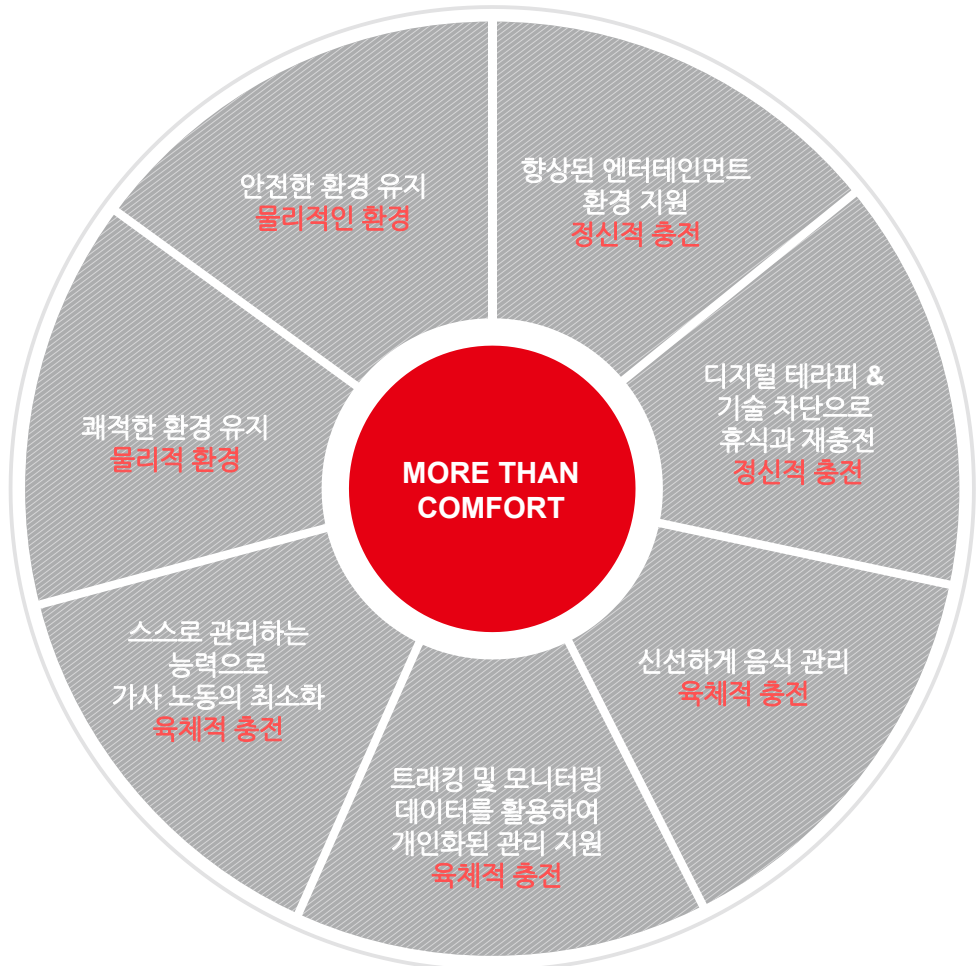 안전한 환경 유지
물리적인 환경
향상된 엔터테인먼트
환경 지원
정신적 충전
디지털 테라피 &
기술 차단으로
휴식과 재충전
정신적 충전
쾌적한 환경 유지
물리적 환경
MORE THAN
COMFORT
스스로 관리하는
능력으로
가사 노동의 최소화
육체적 충전
신선하게 음식 관리
육체적 충전
트래킹 및 모니터링
데이터를 활용하여
개인화된 관리 지원
육체적 충전